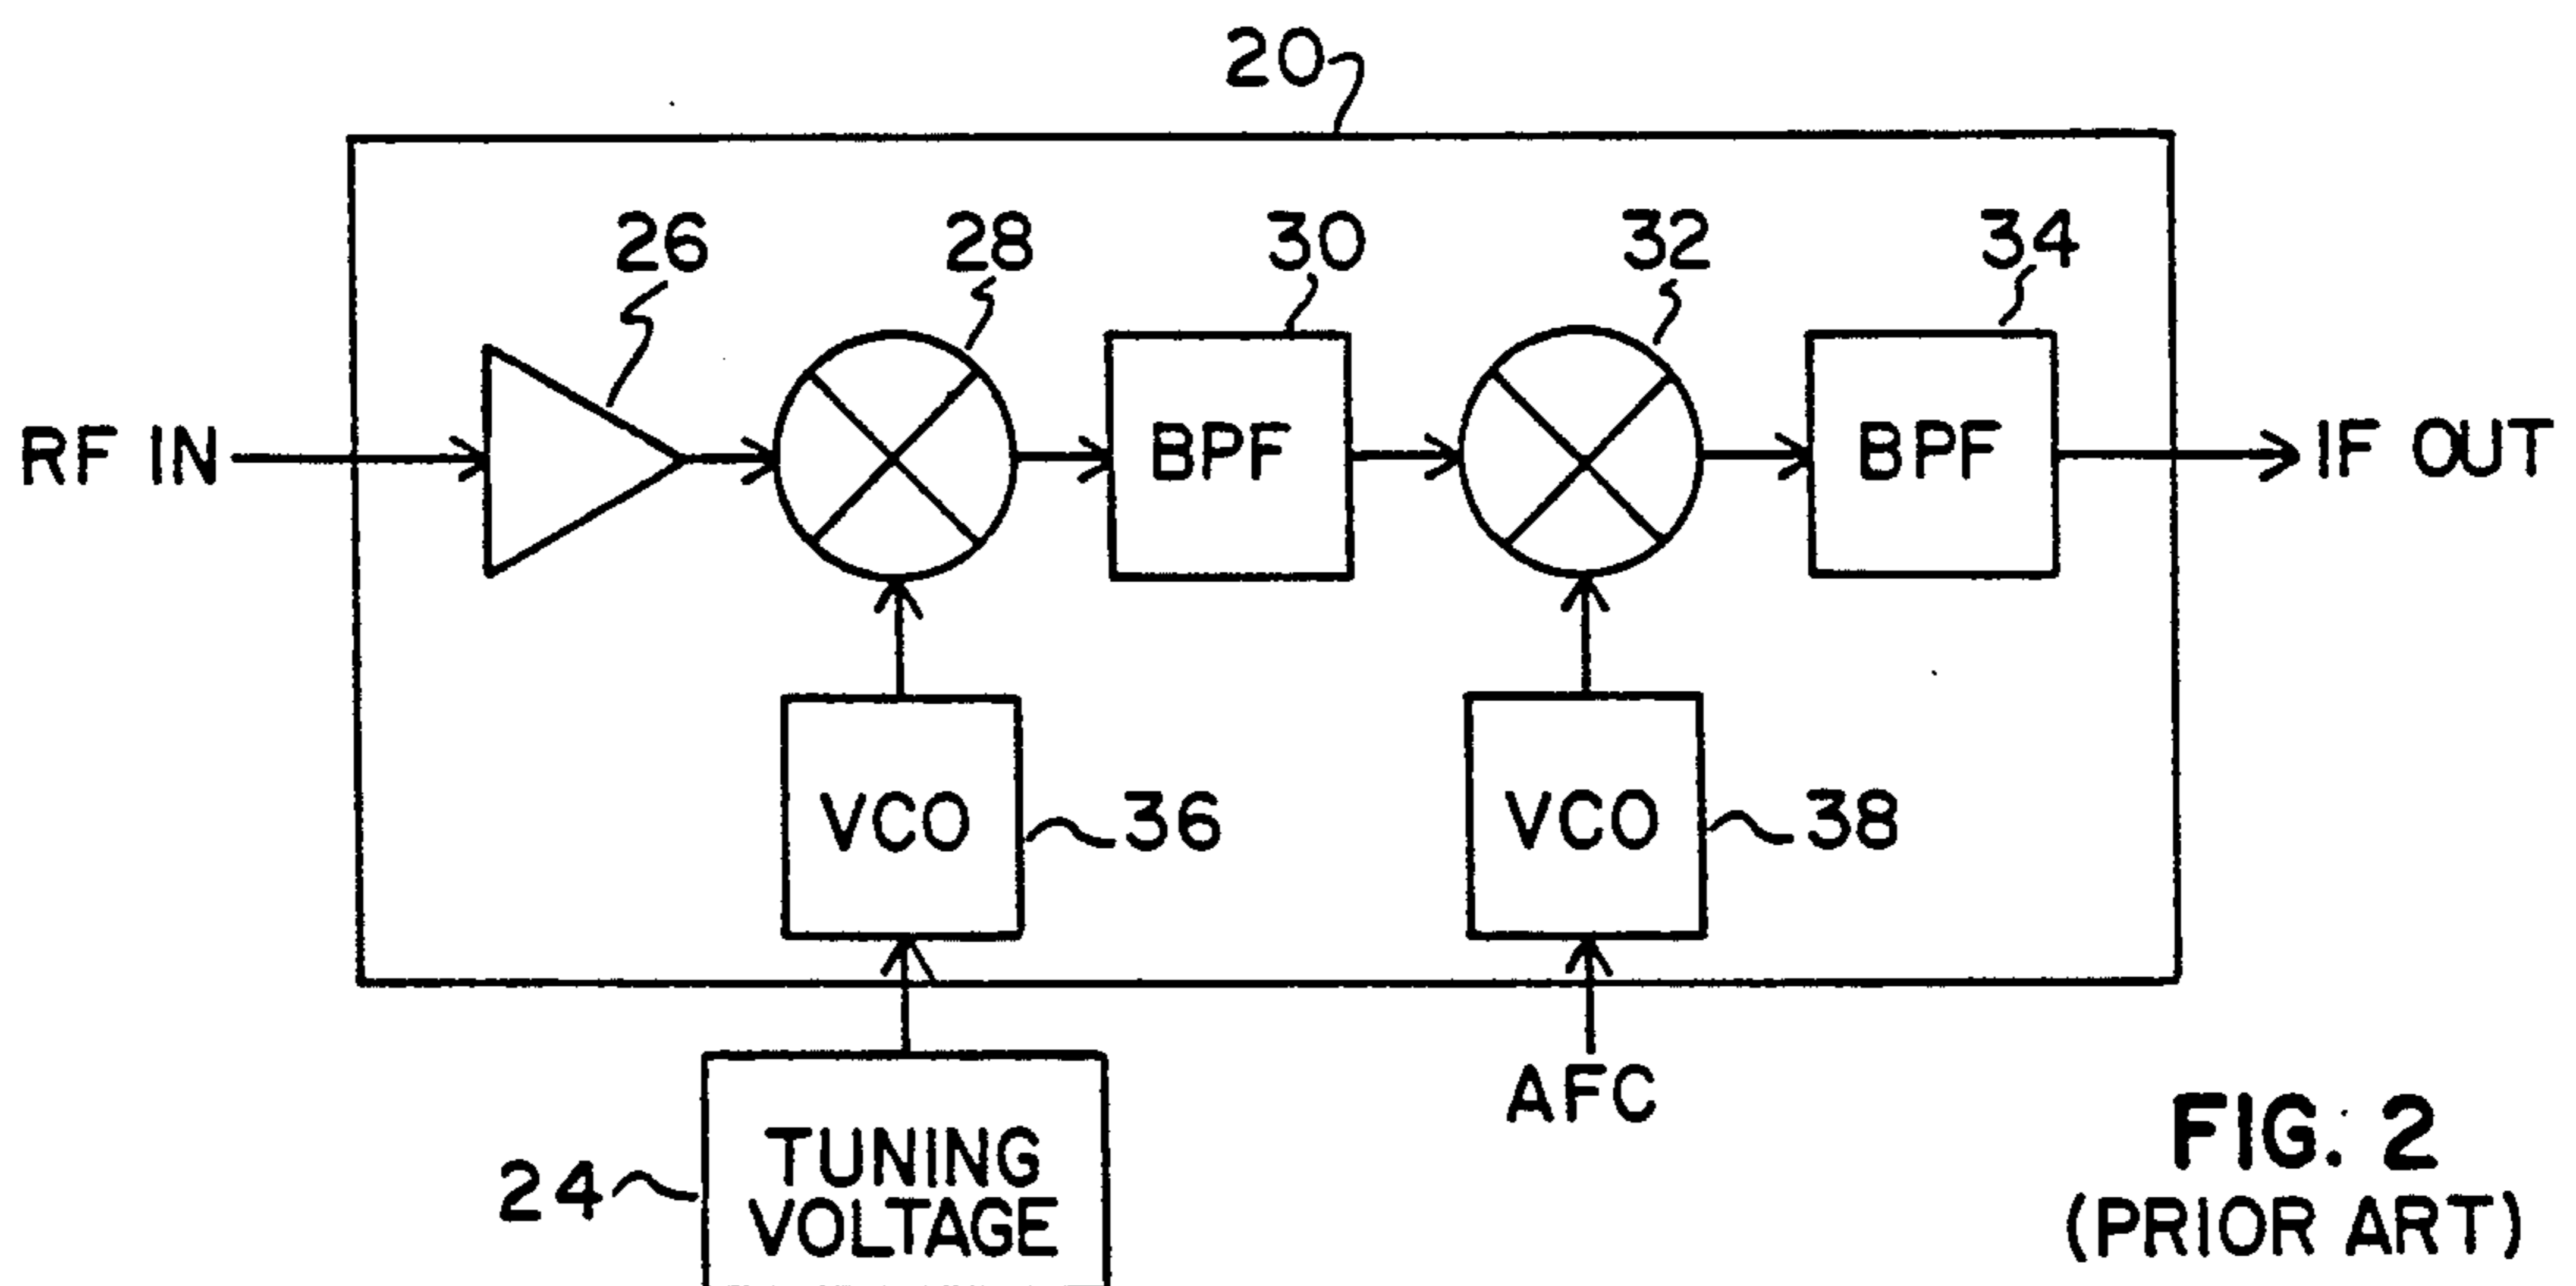 20
26
28
30
32
34
RF IN
BPF
BPF
IF OUT
VCO
36
VCO
38
AFC
24
TUNING
VOLTAGE
FIG. 2
(PRIOR ART)